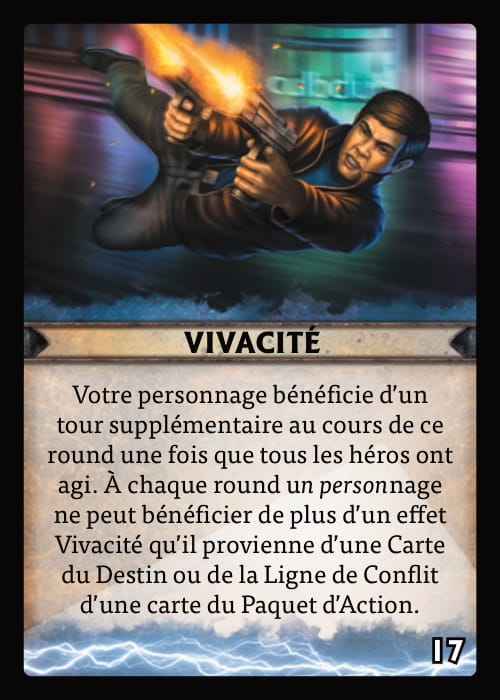 VIVACITÉ
Votre personnage bénéficie d'un
tour supplémentaire au cours de ce
round une fois que tous les héros ont
agi. À chaque round un personnage
ne peut bénéficier de plus d'un effet
Vivacité qu'il provienne d'une Carte
du Destin ou de la Ligne de Conflit
d'une carte du Paquet d'Action.
17